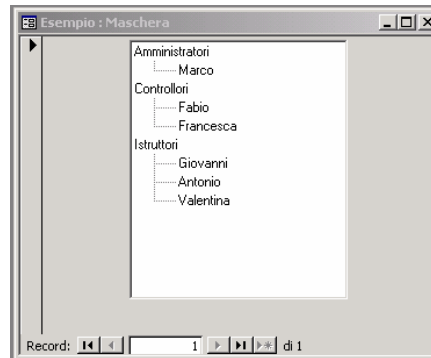 Esempio : Maschera
Amministratori
Marco
Controllori
Fabio
Francesca
Istruttori
Giovanni
Antonio
Valentina
Record: 1 di 1